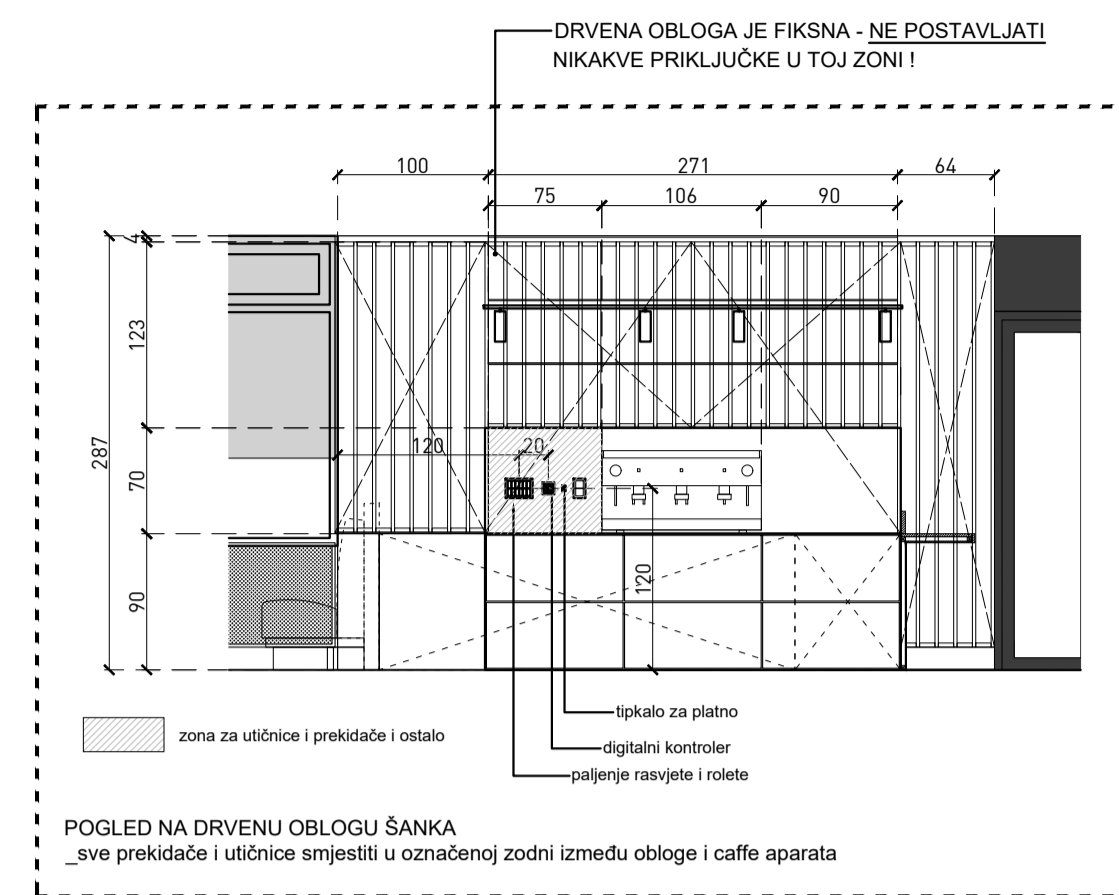 DRVENA OBLOGA JE FIKSNA - NE POSTAVLJATI
NIKAKVE PRIKLJUČKE U TOJ ZONI !
100
271
64
75
106
90
4
123
287
70
90
120
20
120
tipkalo za platno
digitalni kontroler
paljenje rasvjete i rolete
zona za utičnice i prekidače i ostalo
POGLED NA DRVENU OBLOGU ŠANKA
_sve prekidače i utičnice smjestiti u označenoj zodni između obloge i caffe aparata